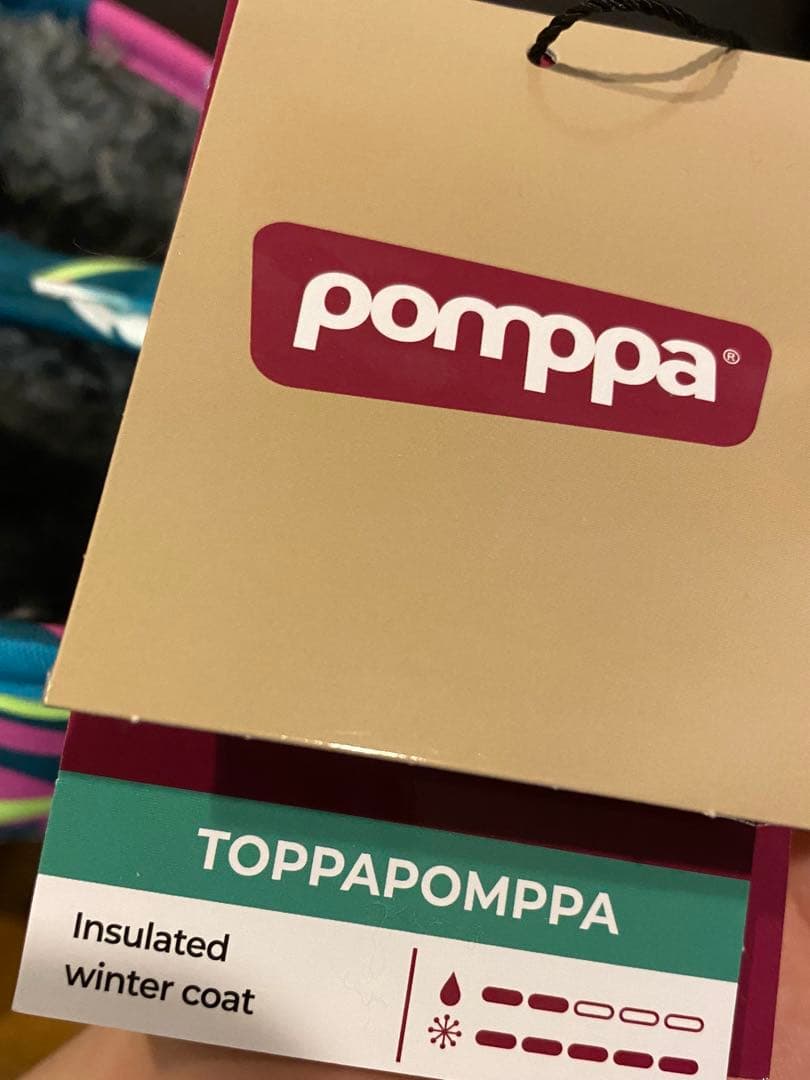 pomppa®
TOPPAPOMPPA
Insulated
winter coat